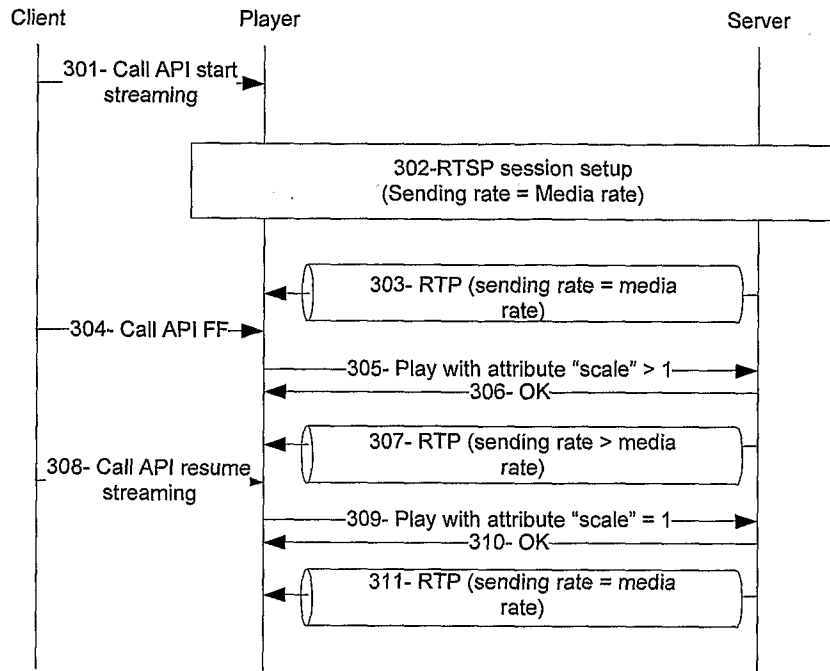 Client
Player
Server
301- Call API start
streaming
302-RTSP session setup
(Sending rate = Media rate)
303- RTP (sending rate = media
rate)
304- Call API FF
305- Play with attribute “scale” > 1
306- OK
307- RTP (sending rate > media
rate)
308- Call API resume
streaming
309- Play with attribute “scale” = 1
310- OK
311- RTP (sending rate = media
rate)